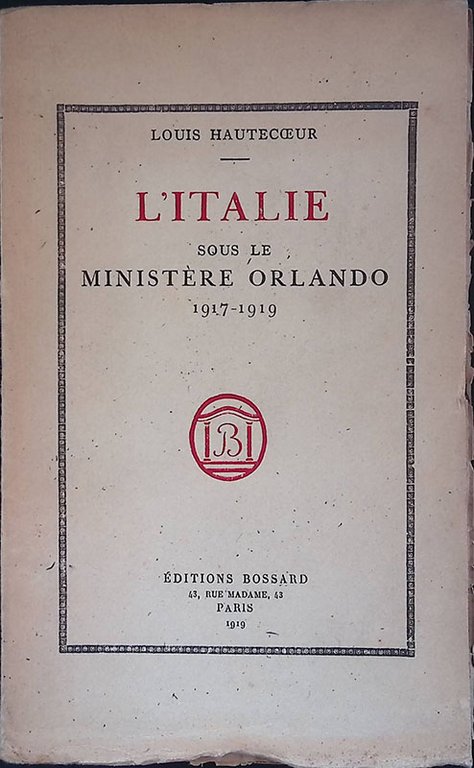 LOUIS HAUTECŒUR
L'ITALIE
SOUS LE
MINISTÈRE ORLANDO
1917-1919
B
ÉDITIONS BOSSARD
43, RUE MADAME, 43
PARIS
1919